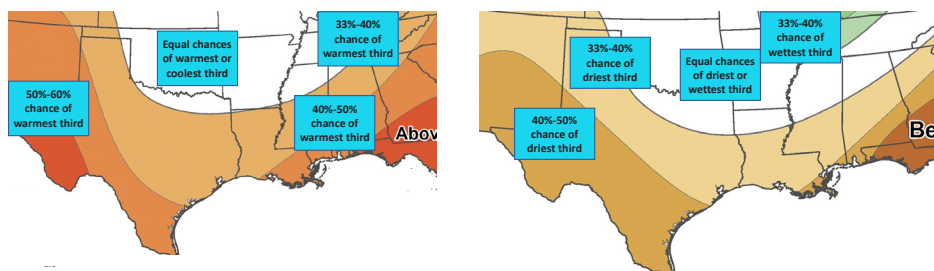 33%-40%
chance of
warmest third
Equal chances
of warmest or
coolest third
50%-60%
chance of
warmest third
40%-50%
chance of
warmest third
Abov
33%-40%
chance of
wettest third
33%-40%
chance of
driest third
Equal chances
of driest or
wettest third
40%-50%
chance of
driest third
Be